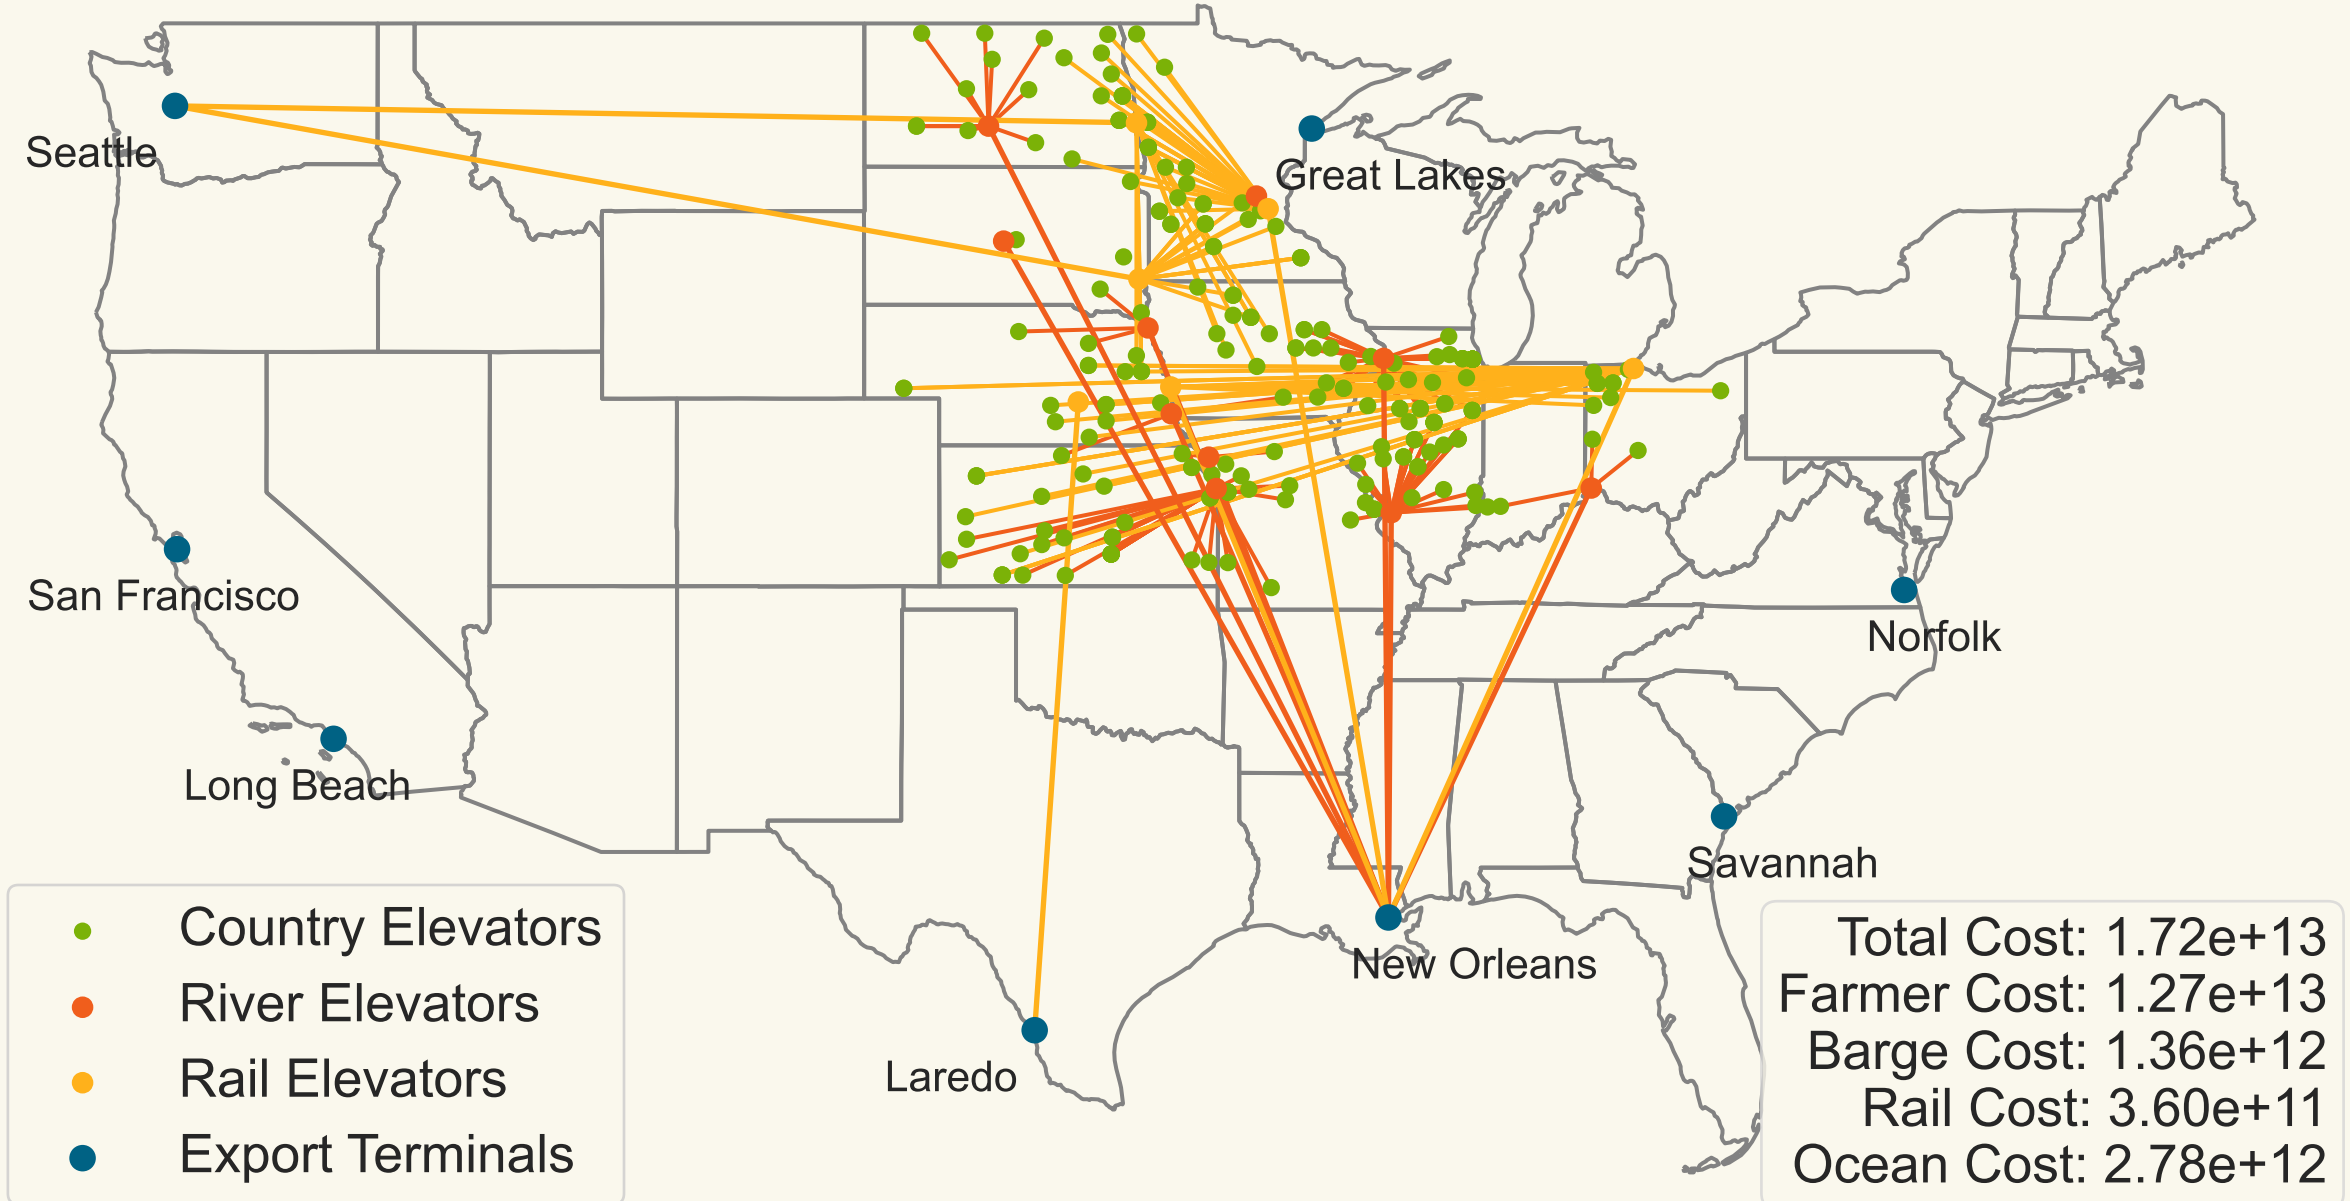 Seattle
Great Lakes
San Francisco
Norfolk
Long Beach
Savannah
New Orleans
Laredo
Country Elevators
River Elevators
Rail Elevators
Export Terminals
Total Cost: 1.72e+13
Farmer Cost: 1.27e+13
Barge Cost: 1.36e+12
Rail Cost: 3.60e+11
Ocean Cost: 2.78e+12